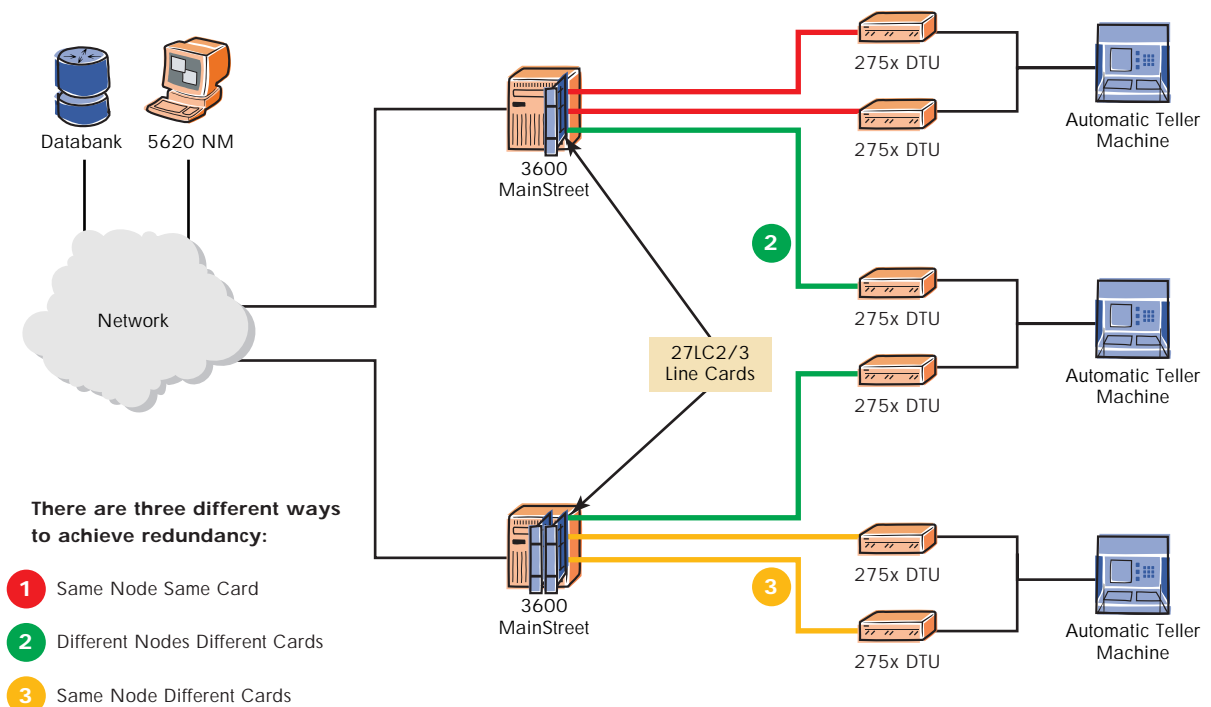 Databank
5620 NM
Network
3600
MainStreet
275x DTU
275x DTU
Automatic Teller
Machine
2
275x DTU
27LC2/3
Line Cards
275x DTU
Automatic Teller
Machine
There are three different ways
to achieve redundancy:
1 Same Node Same Card
2 Different Nodes Different Cards
3 Same Node Different Cards
3600
MainStreet
3
275x DTU
275x DTU
Automatic Teller
Machine